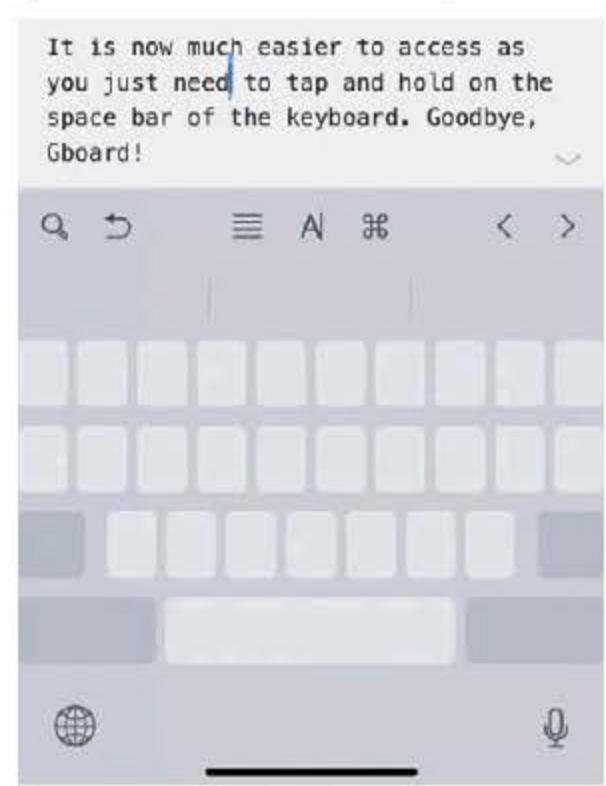 It is now much easier to access as
you just need to tap and hold on the
space bar of the keyboard. Goodbye,
Gboard!
A